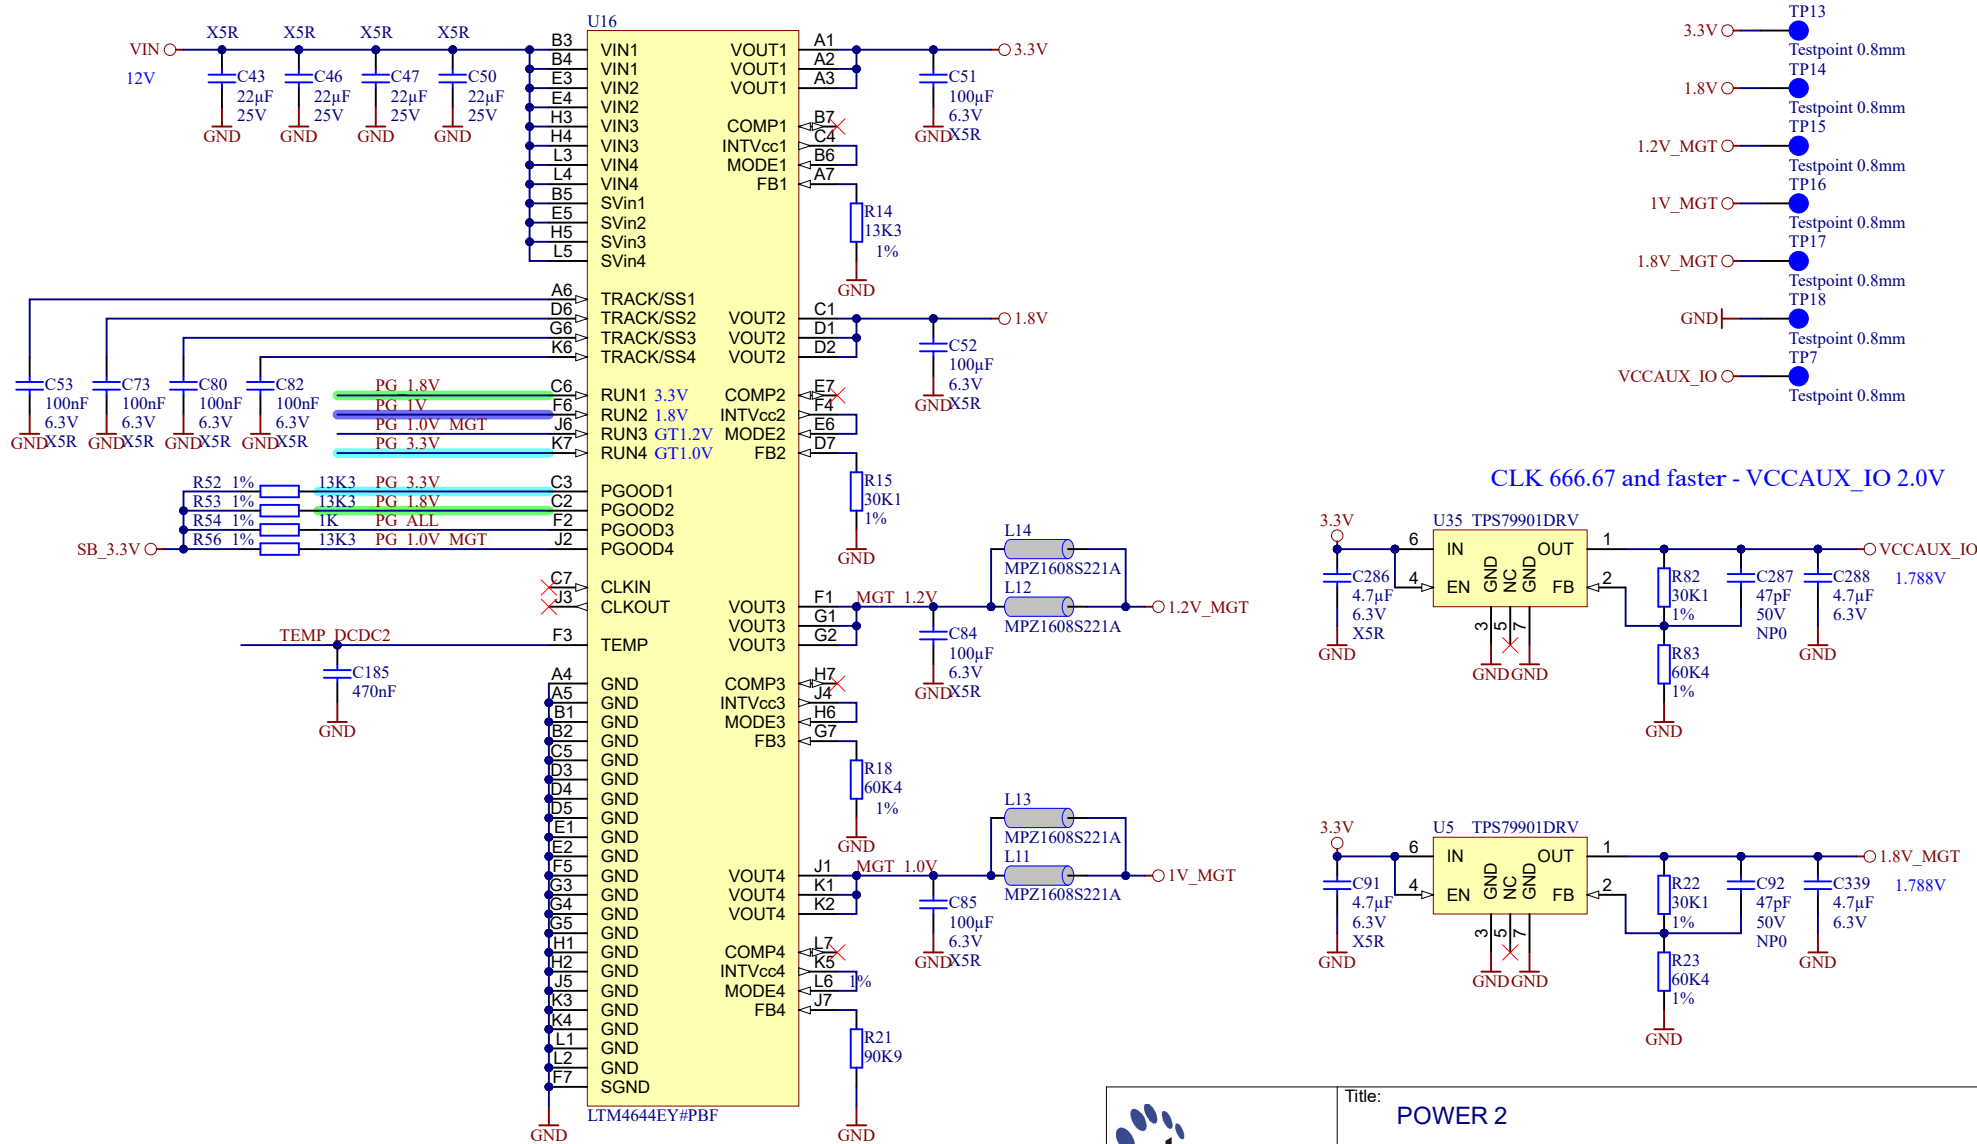 U16
VIN
12V
X5R X5R X5R X5R
C43 22µF 25V GND
C46 22µF 25V GND
C47 22µF 25V GND
C50 22µF 25V GND
B3 VIN1
B4 VIN1
E3 VIN2
E4 VIN2
H3 VIN3
H4 VIN3
L3 VIN4
L4 VIN4
B5 SVin1
E5 SVin2
H5 SVin3
L5 SVin4
A6 TRACK/SS1
D6 TRACK/SS2
G6 TRACK/SS3
K6 TRACK/SS4
C53 100nF 6.3V X5R GND
C73 100nF 6.3V X5R GND
C80 100nF 6.3V X5R GND
C82 100nF 6.3V X5R GND
PG_1.8V C6 RUN1 3.3V
PG_1V F6 RUN2 1.8V
PG_1.0V_MGT J6 RUN3 GT1.2V
PG_3.3V K7 RUN4 GT1.0V
R52 1% 13K3 PG_3.3V C3 PGOOD1
R53 1% 13K3 PG_1.8V C2 PGOOD2
R54 1% 1K PG_ALL F2 PGOOD3
R56 1% 13K3 PG_1.0V_MGT J2 PGOOD4
SB_3.3V
C7 CLKIN
J3 CLKOUT
TEMP_DCDC2 F3 TEMP
C185 470nF GND
A4 GND
A5 GND
B1 GND
B2 GND
C5 GND
D3 GND
D4 GND
D5 GND
E1 GND
E2 GND
F5 GND
G3 GND
G4 GND
G5 GND
H1 GND
H2 GND
J5 GND
K3 GND
K4 GND
L1 GND
L2 GND
F7 SGND
GND
LTM4644EY#PBF
VOUT1 A1 3.3V
VOUT1 A2
VOUT1 A3
C51 100µF 6.3V X5R GND
COMP1 B7
INTVcc1 C4
MODE1 B6
FB1 A7
R14 13K3 1% GND
VOUT2 C1 1.8V
VOUT2 D1
VOUT2 D2
C52 100µF 6.3V X5R GND
COMP2 E7
INTVcc2 F4
MODE2 E6
FB2 D7
R15 30K1 1% GND
VOUT3 F1 MGT_1.2V
VOUT3 G1
VOUT3 G2
C84 100µF 6.3V X5R GND
L14 MPZ1608S221A
L12 MPZ1608S221A
1.2V_MGT
COMP3 H7
INTVcc3 J4
MODE3 H6
FB3 G7
R18 60K4 1% GND
VOUT4 J1 MGT_1.0V
VOUT4 K1
VOUT4 K2
C85 100µF 6.3V X5R GND
L13 MPZ1608S221A
L11 MPZ1608S221A
1V_MGT
COMP4 L7
INTVcc4 K5
MODE4 L6 1%
FB4 J7
R21 90K9 GND
3.3V TP13 Testpoint 0.8mm
1.8V TP14 Testpoint 0.8mm
1.2V_MGT TP15 Testpoint 0.8mm
1V_MGT TP16 Testpoint 0.8mm
1.8V_MGT TP17 Testpoint 0.8mm
GND TP18 Testpoint 0.8mm
VCCAUX_IO TP7 Testpoint 0.8mm
CLK 666.67 and faster - VCCAUX_IO 2.0V
3.3V U35 TPS79901DRV
6 IN OUT 1 VCCAUX_IO
4 EN FB 2 1.788V
GND NC GND
3 5 7
GND GND
C286 4.7µF 6.3V X5R GND
R82 30K1 1%
R83 60K4 1% GND
C287 47pF 50V NP0
C288 4.7µF 6.3V GND
3.3V U5 TPS79901DRV
6 IN OUT 1 1.8V_MGT
4 EN FB 2 1.788V
GND NC GND
3 5 7
GND GND
C91 4.7µF 6.3V X5R GND
R22 30K1 1%
R23 60K4 1% GND
C92 47pF 50V NP0
C339 4.7µF 6.3V GND
Title:
POWER 2